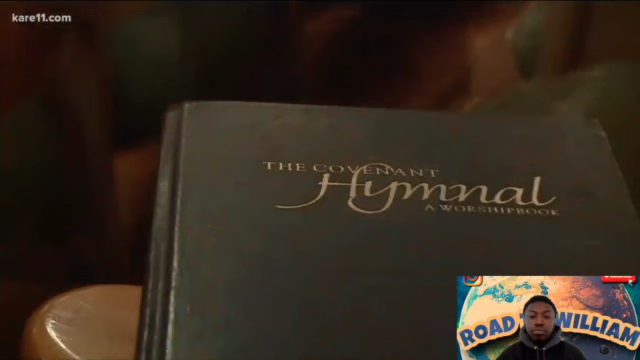 kare11.com
THE COVENANT
Hymnal
A WORSHIPBOOK
ROAD WILLIAM